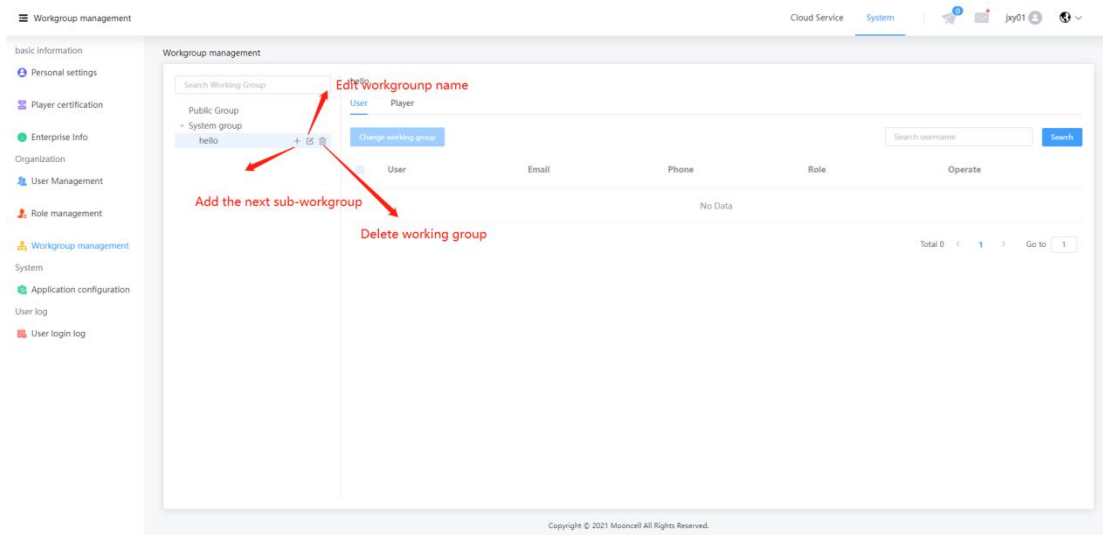 Workgroup management
Cloud Service System 0 jxy01
basic information
Personal settings
Player certification
Enterprise Info
Organization
User Management
Role management
Workgroup management
System
Application configuration
User log
User login log
Workgroup management
Search Working Group
Public Group
System group
hello
Edit workgrounp name
Add the next sub-workgroup
Delete working group
hello
User Player
Change working group
Search username Search
User Email Phone Role Operate
No Data
Total 0 < 1 > Go to 1
Copyright © 2021 Mooncell All Rights Reserved.